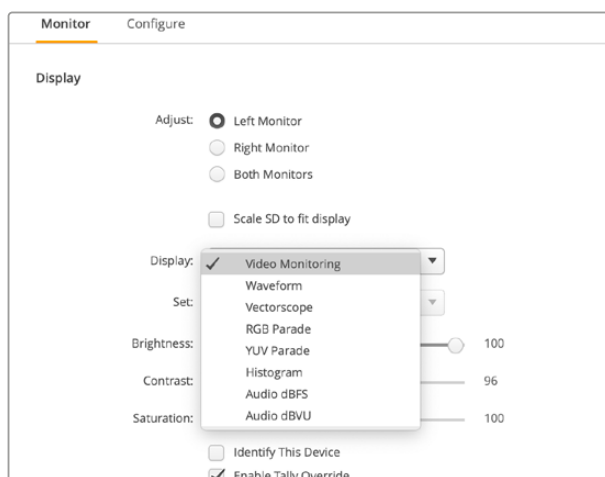 Monitor Configure
Display
Adjust: Left Monitor
Right Monitor
Both Monitors
Scale SD to fit display
Display: Video Monitoring
Waveform
Set: Vectorscope
RGB Parade
Brightness: YUV Parade 100
Histogram
Contrast: 96
Audio dBFS
Saturation: Audio dBVU 100
Identify This Device
Enable Tally Override